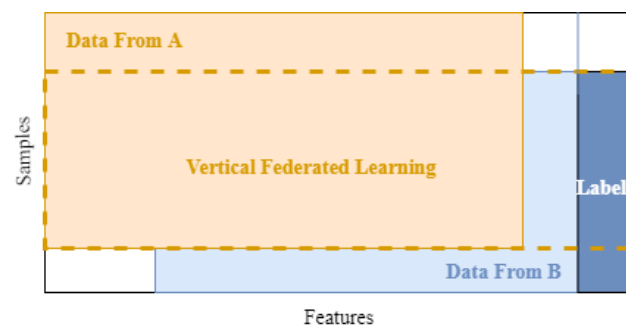 Data From A
Samples
Vertical Federated Learning
Label
Data From B
Features